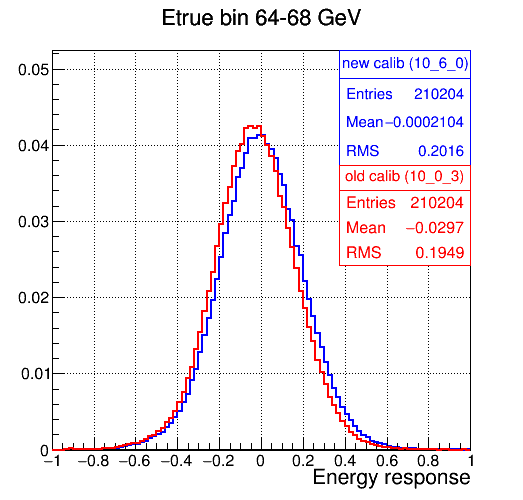 Etrue bin 64-68 GeV
new calib (10_6_0)
Entries 210204
Mean −0.0002104
RMS 0.2016
old calib (10_0_3)
Entries 210204
Mean −0.0297
RMS 0.1949
0.05
0.04
0.03
0.02
0.01
0
−1 −0.8 −0.6 −0.4 −0.2 0 0.2 0.4 0.6 0.8 1
Energy response